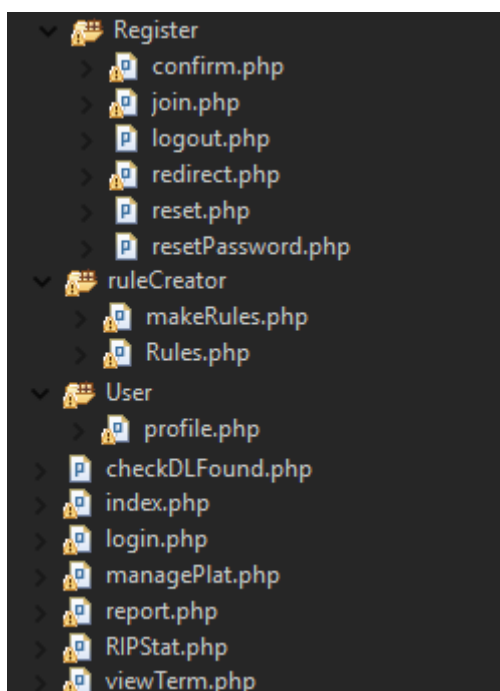 Register
confirm.php
join.php
logout.php
redirect.php
reset.php
resetPassword.php
ruleCreator
makeRules.php
Rules.php
User
profile.php
checkDLFound.php
index.php
login.php
managePlat.php
report.php
RIPStat.php
viewTerm.php